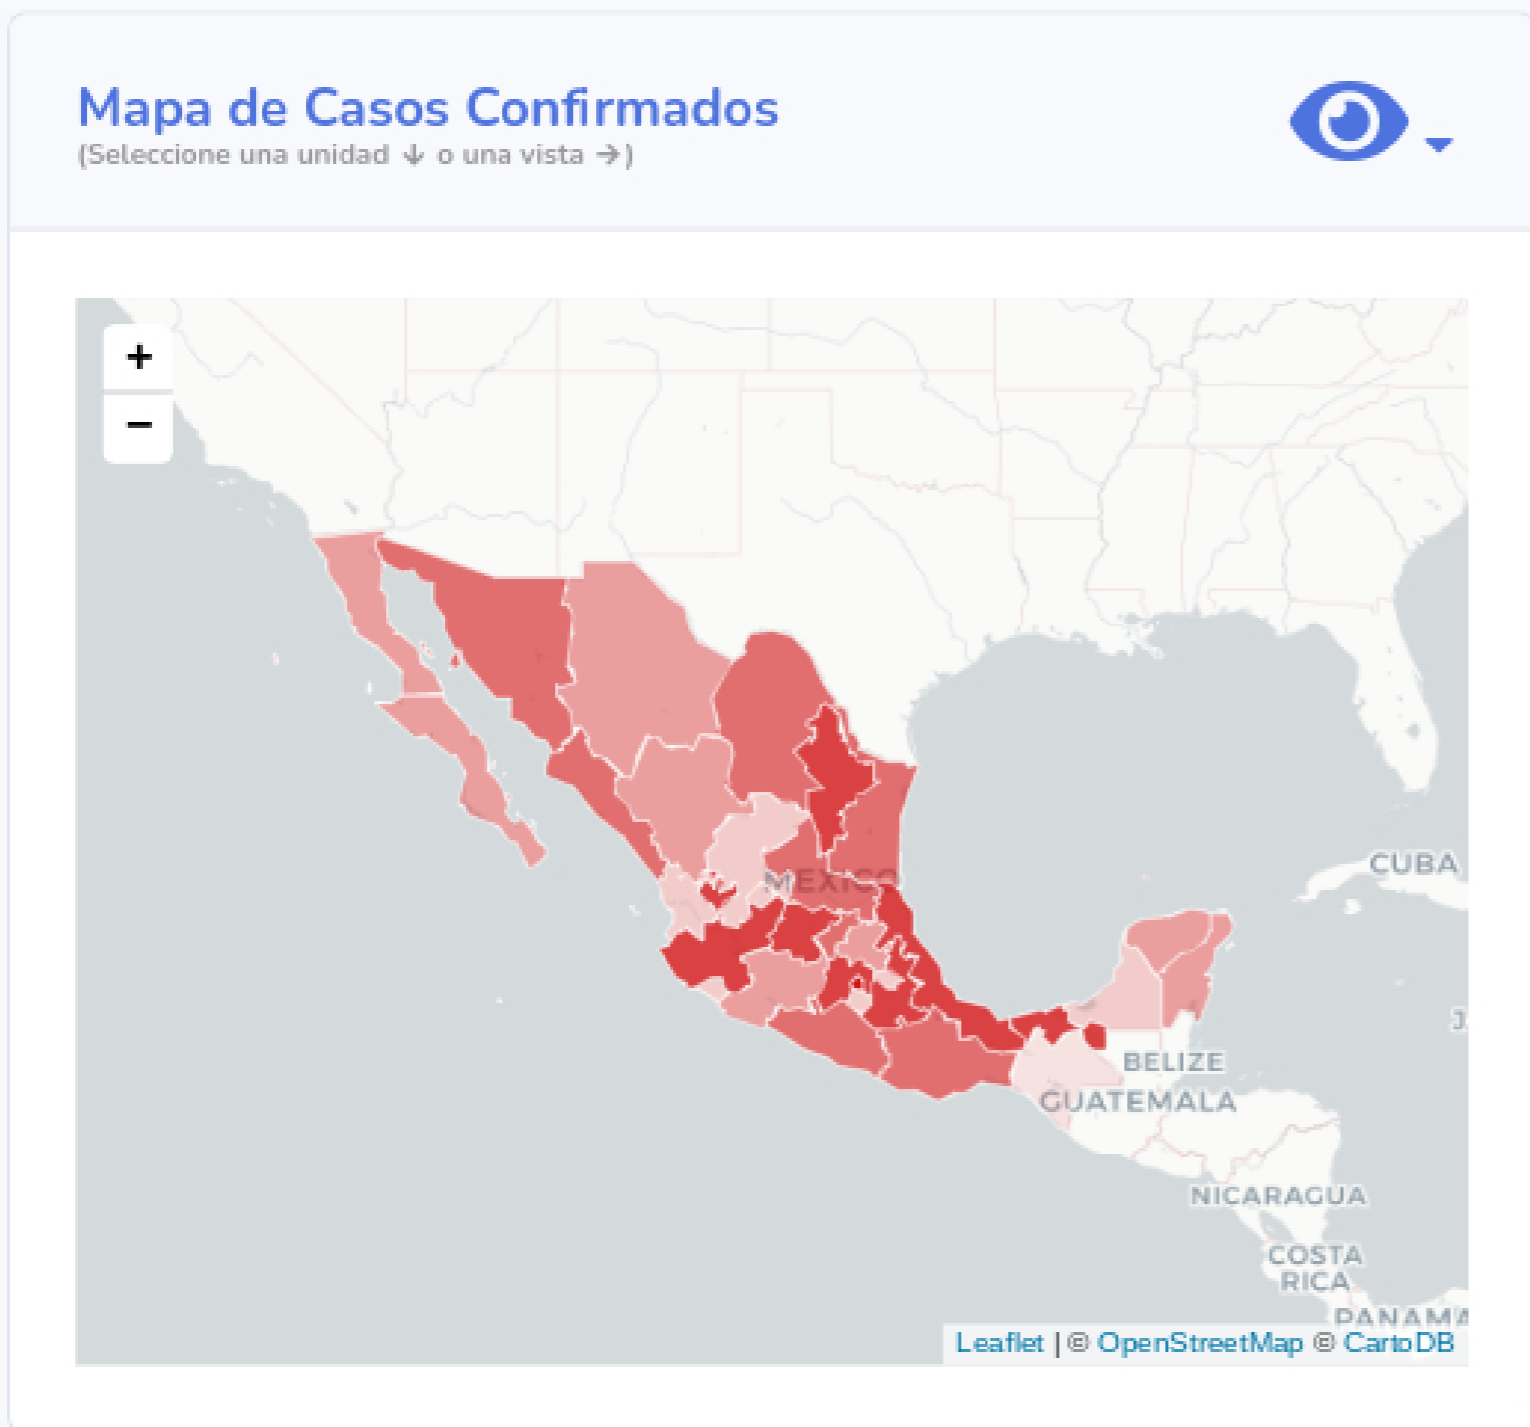 Mapa de Casos Confirmados
(Seleccione una unidad ↓ o una vista →)
+
−
MEXICO
CUBA
J
BELIZE
GUATEMALA
NICARAGUA
COSTA
RICA
PANAMA
Leaflet | © OpenStreetMap © CartoDB